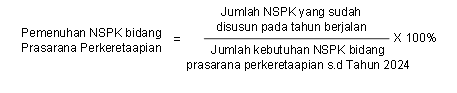 Jumlah NSPK yang sudah
disusun pada tahun berjalan
Pemenuhan NSPK bidang
Prasarana Perkeretaapian
= X 100%
Jumlah kebutuhan NSPK bidang
prasarana perkeretaapian s.d Tahun 2024